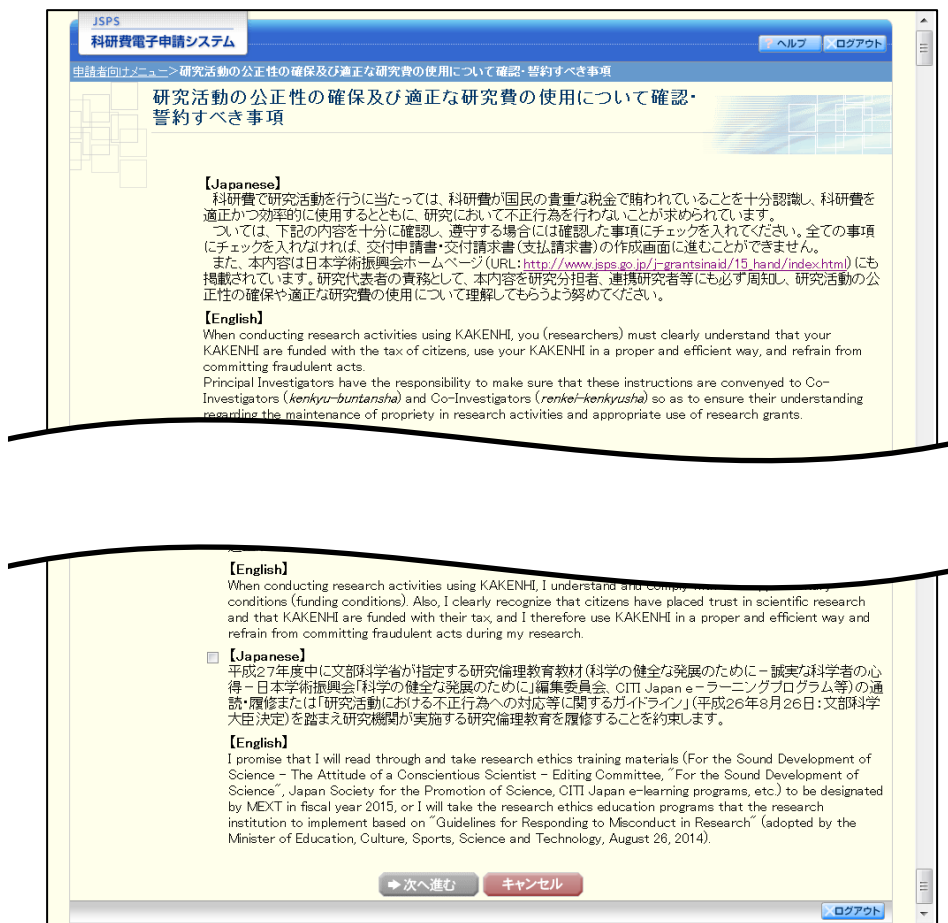 JSPS
科研費電子申請システム
? ヘルプ ×ログアウト
申請者向けメニュー>研究活動の公正性の確保及び適正な研究費の使用について確認・誓約すべき事項
研究活動の公正性の確保及び適正な研究費の使用について確認・
誓約すべき事項
【Japanese】
科研費で研究活動を行うに当たっては、科研費が国民の貴重な税金で賄われていることを十分認識し、科研費を
適正かつ効率的に使用するとともに、研究において不正行為を行わないことが求められています。
ついては、下記の内容を十分に確認し、遵守する場合には確認した事項にチェックを入れてください。全ての事項
にチェックを入れなければ、交付申請書・交付請求書(支払請求書)の作成画面に進むことができません。
また、本内容は日本学術振興会ホームページ(URL:http://www.jsps.go.jp/j-grantsinaid/15_hand/index.html)にも
掲載されています。研究代表者の責務として、本内容を研究分担者、連携研究者等にも必ず周知し、研究活動の公
正性の確保や適正な研究費の使用について理解してもらうよう努めてください。
【English】
When conducting research activities using KAKENHI, you (researchers) must clearly understand that your
KAKENHI are funded with the tax of citizens, use your KAKENHI in a proper and efficient way, and refrain from
committing fraudulent acts.
Principal Investigators have the responsibility to make sure that these instructions are convenyed to Co-
Investigators (kenkyu-buntansha) and Co-Investigators (renkei-kenkyusha) so as to ensure their understanding
regarding the maintenance of propriety in research activities and appropriate use of research grants.
【English】
When conducting research activities using KAKENHI, I understand and comply
conditions (funding conditions). Also, I clearly recognize that citizens have placed trust in scientific research
and that KAKENHI are funded with their tax, and I therefore use KAKENHI in a proper and efficient way and
refrain from committing fraudulent acts during my research.
【Japanese】
平成27年度中に文部科学省が指定する研究倫理教育教材(科学の健全な発展のために-誠実な科学者の心
得-日本学術振興会「科学の健全な発展のために」編集委員会、CITI Japan e-ラーニングプログラム等)の通
読・履修または「研究活動における不正行為への対応等に関するガイドライン」(平成26年8月26日:文部科学
大臣決定)を踏まえ研究機関が実施する研究倫理教育を履修することを約束します。
【English】
I promise that I will read through and take research ethics training materials (For the Sound Development of
Science - The Attitude of a Conscientious Scientist - Editing Committee, "For the Sound Development of
Science", Japan Society for the Promotion of Science, CITI Japan e-learning programs, etc.) to be designated
by MEXT in fiscal year 2015, or I will take the research ethics education programs that the research
institution to implement based on "Guidelines for Responding to Misconduct in Research" (adopted by the
Minister of Education, Culture, Sports, Science and Technology, August 26, 2014).
➡次へ進む キャンセル
×ログアウト